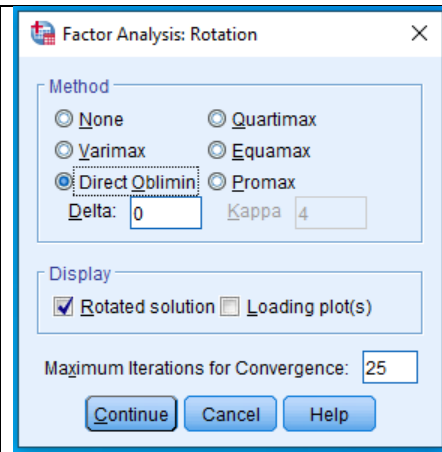 Factor Analysis: Rotation
Method
None Quartimax
Varimax Equamax
Direct Oblimin Promax
Delta: 0 Kappa 4
Display
Rotated solution Loading plot(s)
Maximum Iterations for Convergence: 25
Continue Cancel Help